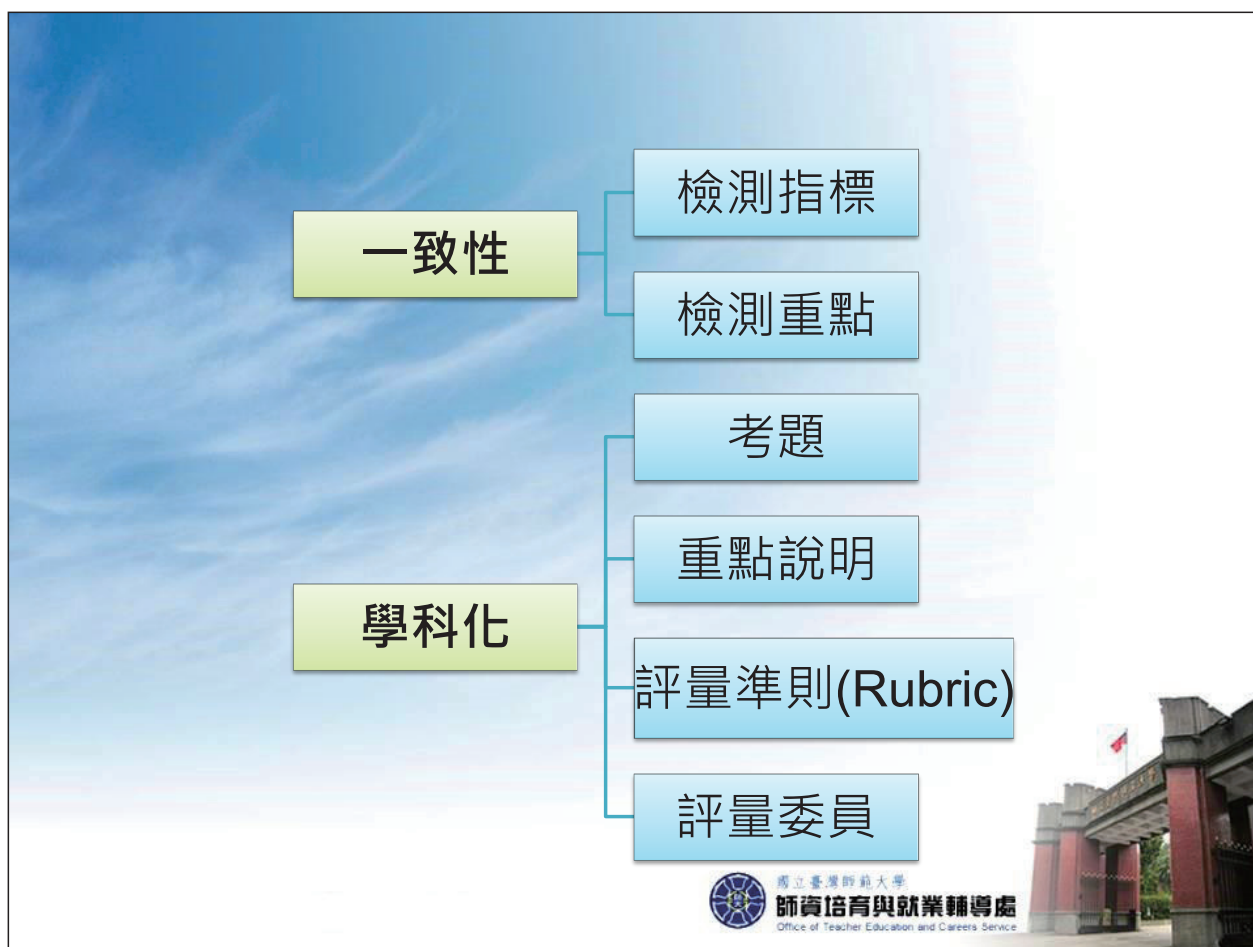 一致性
檢測指標
檢測重點
學科化
考題
重點說明
評量準則(Rubric)
評量委員
國立臺灣師範大學
師資培育與就業輔導處
Office of Teacher Education and Careers Service